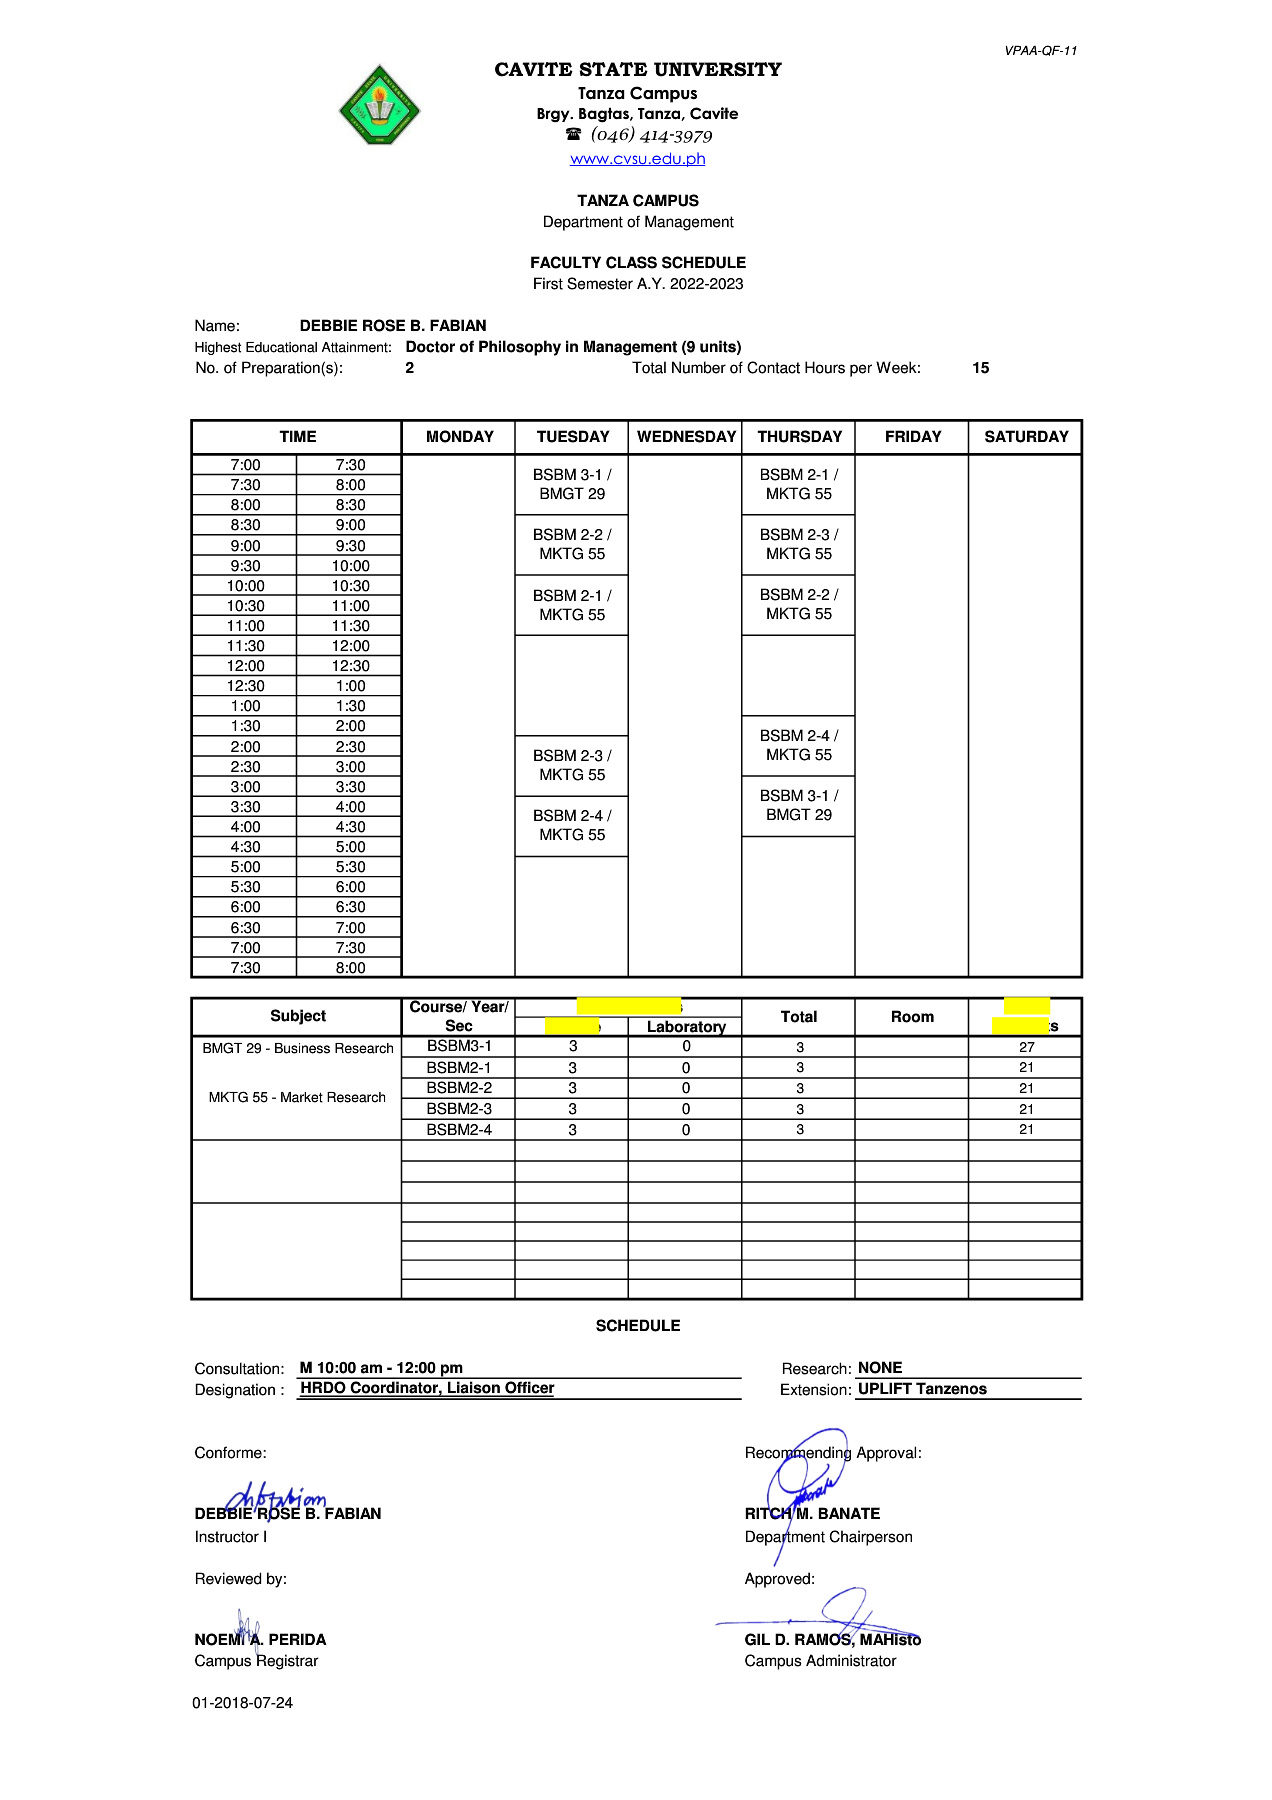 VPAA-QF-11
CAVITE STATE UNIVERSITY
Tanza Campus
Brgy. Bagtas, Tanza, Cavite
☎ (046) 414-3979
www.cvsu.edu.ph
TANZA CAMPUS
Department of Management
FACULTY CLASS SCHEDULE
First Semester A.Y. 2022-2023
Name: DEBBIE ROSE B. FABIAN
Highest Educational Attainment: Doctor of Philosophy in Management (9 units)
No. of Preparation(s): 2 Total Number of Contact Hours per Week: 15
TIME MONDAY TUESDAY WEDNESDAY THURSDAY FRIDAY SATURDAY
7:00 7:30
7:30 8:00
8:00 8:30
BSBM 3-1 /
BMGT 29
BSBM 2-1 /
MKTG 55
8:30 9:00
9:00 9:30
9:30 10:00
BSBM 2-2 /
MKTG 55
BSBM 2-3 /
MKTG 55
10:00 10:30
10:30 11:00
11:00 11:30
BSBM 2-1 /
MKTG 55
BSBM 2-2 /
MKTG 55
11:30 12:00
12:00 12:30
12:30 1:00
1:00 1:30
1:30 2:00
2:00 2:30
2:30 3:00
BSBM 2-3 /
MKTG 55
BSBM 2-4 /
MKTG 55
3:00 3:30
3:30 4:00
4:00 4:30
4:30 5:00
BSBM 2-4 /
MKTG 55
BSBM 3-1 /
BMGT 29
5:00 5:30
5:30 6:00
6:00 6:30
6:30 7:00
7:00 7:30
7:30 8:00
Subject Course/ Year/ Sec Laboratory Total Room
BMGT 29 - Business Research BSBM3-1 3 0 3 27
BSBM2-1 3 0 3 21
MKTG 55 - Market Research BSBM2-2 3 0 3 21
BSBM2-3 3 0 3 21
BSBM2-4 3 0 3 21
SCHEDULE
Consultation: M 10:00 am - 12:00 pm Research: NONE
Designation : HRDO Coordinator, Liaison Officer Extension: UPLIFT Tanzenos
Conforme: Recommending Approval:
DEBBIE ROSE B. FABIAN RITCH M. BANATE
Instructor I Department Chairperson
Reviewed by: Approved:
NOEMI A. PERIDA GIL D. RAMOS, MAHisto
Campus Registrar Campus Administrator
01-2018-07-24